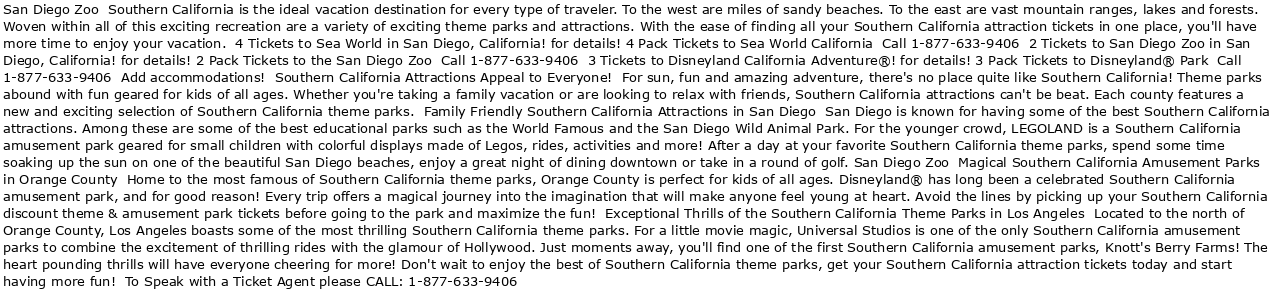 San Diego Zoo  Southern California is the ideal vacation destination for every type of traveler. To the west are miles of sandy beaches. To the east are vast mountain ranges, lakes and forests.
Woven within all of this exciting recreation are a variety of exciting theme parks and attractions. With the ease of finding all your Southern California attraction tickets in one place, you'll have
more time to enjoy your vacation.  4 Tickets to Sea World in San Diego, California! for details! 4 Pack Tickets to Sea World California  Call 1-877-633-9406  2 Tickets to San Diego Zoo in San
Diego, California! for details! 2 Pack Tickets to the San Diego Zoo  Call 1-877-633-9406  3 Tickets to Disneyland California Adventure®! for details! 3 Pack Tickets to Disneyland® Park  Call
1-877-633-9406  Add accommodations!  Southern California Attractions Appeal to Everyone!  For sun, fun and amazing adventure, there's no place quite like Southern California! Theme parks
abound with fun geared for kids of all ages. Whether you're taking a family vacation or are looking to relax with friends, Southern California attractions can't be beat. Each county features a
new and exciting selection of Southern California theme parks.  Family Friendly Southern California Attractions in San Diego  San Diego is known for having some of the best Southern California
attractions. Among these are some of the best educational parks such as the World Famous and the San Diego Wild Animal Park. For the younger crowd, LEGOLAND is a Southern California
amusement park geared for small children with colorful displays made of Legos, rides, activities and more! After a day at your favorite Southern California theme parks, spend some time
soaking up the sun on one of the beautiful San Diego beaches, enjoy a great night of dining downtown or take in a round of golf. San Diego Zoo  Magical Southern California Amusement Parks
in Orange County  Home to the most famous of Southern California theme parks, Orange County is perfect for kids of all ages. Disneyland® has long been a celebrated Southern California
amusement park, and for good reason! Every trip offers a magical journey into the imagination that will make anyone feel young at heart. Avoid the lines by picking up your Southern California
discount theme & amusement park tickets before going to the park and maximize the fun!  Exceptional Thrills of the Southern California Theme Parks in Los Angeles  Located to the north of
Orange County, Los Angeles boasts some of the most thrilling Southern California theme parks. For a little movie magic, Universal Studios is one of the only Southern California amusement
parks to combine the excitement of thrilling rides with the glamour of Hollywood. Just moments away, you'll find one of the first Southern California amusement parks, Knott's Berry Farms! The
heart pounding thrills will have everyone cheering for more! Don't wait to enjoy the best of Southern California theme parks, get your Southern California attraction tickets today and start
having more fun!  To Speak with a Ticket Agent please CALL: 1-877-633-9406